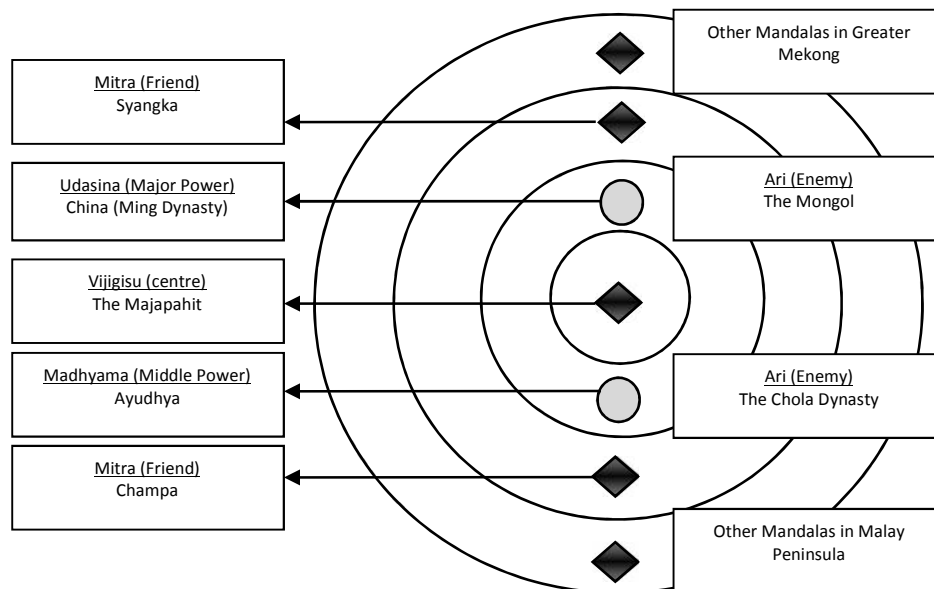 Other Mandalas in Greater
Mekong
Mitra (Friend)
Syangka
Udasina (Major Power)
China (Ming Dynasty)
Ari (Enemy)
The Mongol
Vijigisu (centre)
The Majapahit
Madhyama (Middle Power)
Ayudhya
Ari (Enemy)
The Chola Dynasty
Mitra (Friend)
Champa
Other Mandalas in Malay
Peninsula